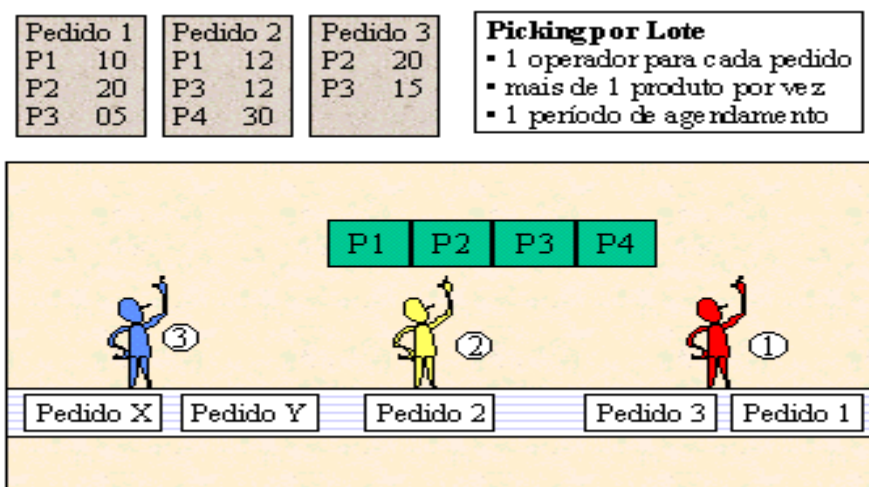 Pedido 1
P1 10
P2 20
P3 05
Pedido 2
P1 12
P3 12
P4 30
Pedido 3
P2 20
P3 15
Picking por Lote
▪ 1 operador para cada pedido
▪ mais de 1 produto por vez
▪ 1 período de agendamento
P1 P2 P3 P4
3 2 1
Pedido X Pedido Y Pedido 2 Pedido 3 Pedido 1